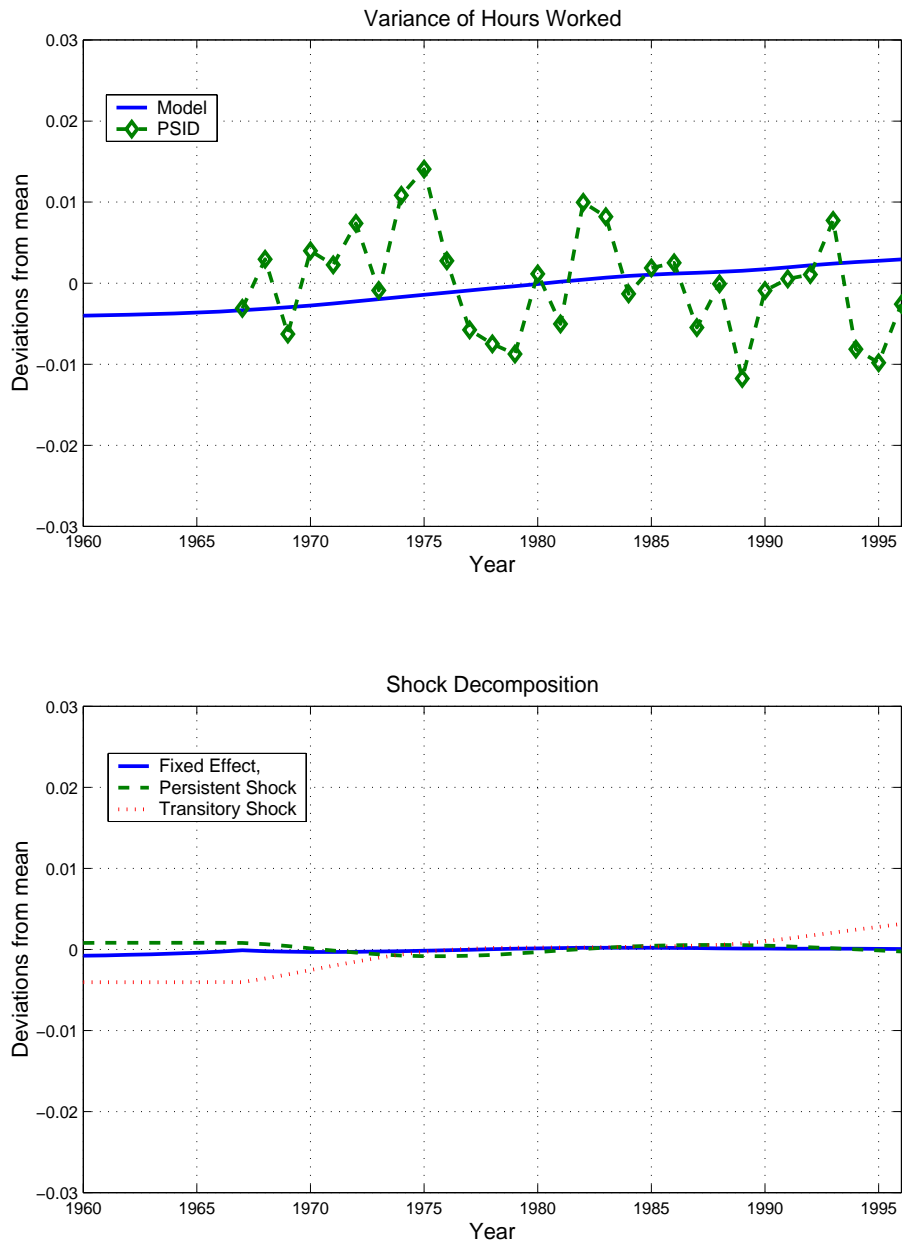 Variance of Hours Worked
0.03
0.02
0.01
0
−0.01
−0.02
−0.03
Deviations from mean
Model
PSID
1960 1965 1970 1975 1980 1985 1990 1995
Year
Shock Decomposition
0.03
0.02
0.01
0
−0.01
−0.02
−0.03
Deviations from mean
Fixed Effect,
Persistent Shock
Transitory Shock
1960 1965 1970 1975 1980 1985 1990 1995
Year